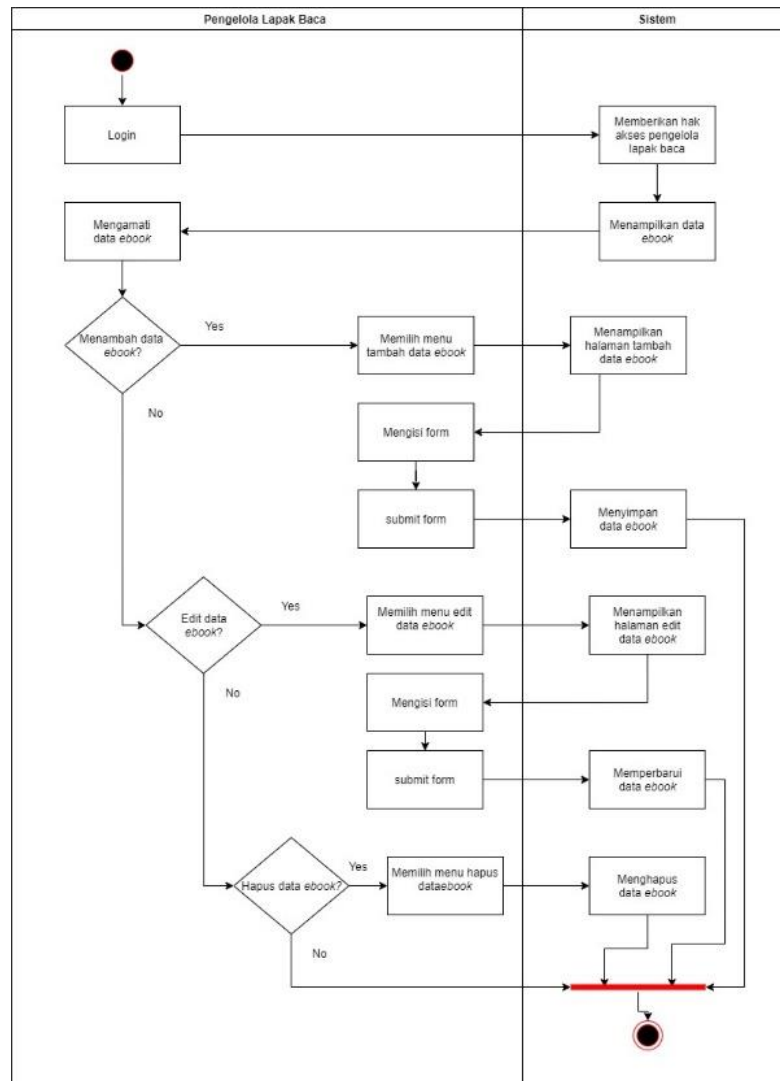 Pengelola Lapak Baca
Sistem
Login
Memberikan hak
akses pengelola
lapak baca
Mengamati
data ebook
Menampilkan data
ebook
Menambah data
ebook?
Yes
Memilih menu
tambah data ebook
Menampilkan
halaman tambah
data ebook
No
Mengisi form
submit form
Menyimpan
data ebook
Edit data
ebook?
Yes
Memilih menu edit
data ebook
Menampilkan
halaman edit
data ebook
No
Mengisi form
submit form
Memperbarui
data ebook
Hapus data ebook?
Yes
Memilih menu hapus
dataebook
Menghapus
data ebook
No